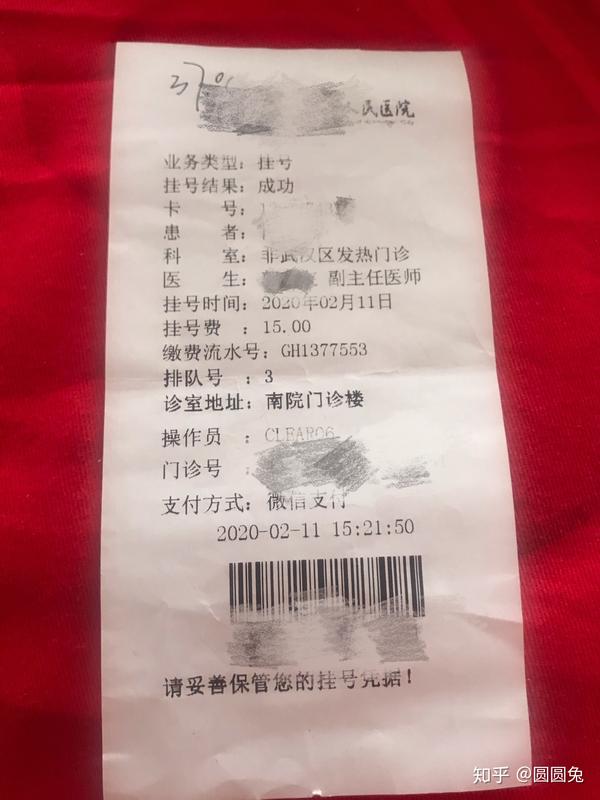 37°
人民医院
业务类型：挂号
挂号结果：成功
卡 号：
患 者：
科 室：非武汉区发热门诊
医 生： 副主任医师
挂号时间：2020年02月11日
挂号费 ：15.00
缴费流水号：GH1377553
排队号 ：3
诊室地址：南院门诊楼
操作员 ：CLEAR06
门诊号 ：
支付方式：微信支付
2020-02-11 15:21:50
请妥善保管您的挂号凭据！
知乎 @圆圆兔